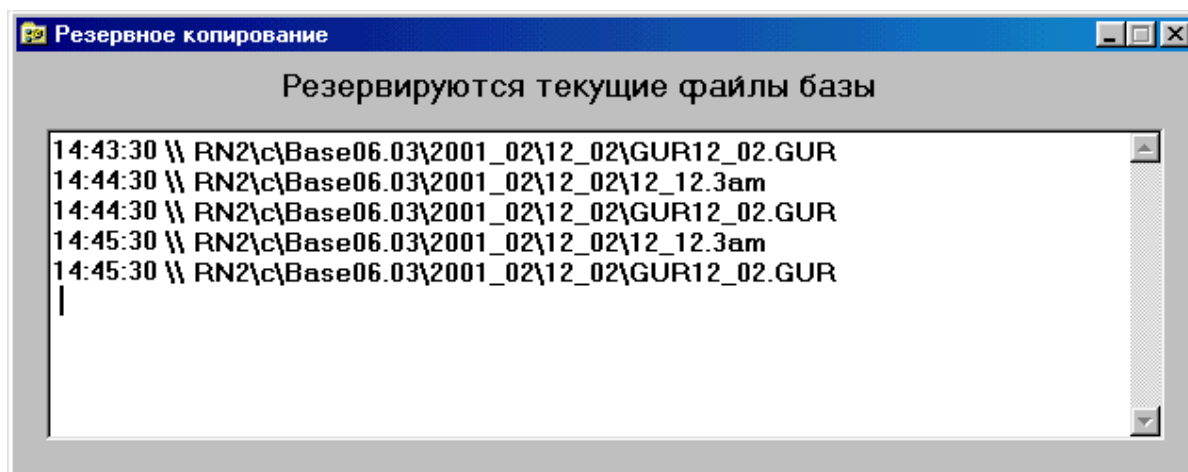 Резервное копирование
Резервируются текущие файлы базы
14:43:30 \\ RN2\c\Base06.03\2001_02\12_02\GUR12_02.GUR
14:44:30 \\ RN2\c\Base06.03\2001_02\12_02\12_12.3am
14:44:30 \\ RN2\c\Base06.03\2001_02\12_02\GUR12_02.GUR
14:45:30 \\ RN2\c\Base06.03\2001_02\12_02\12_12.3am
14:45:30 \\ RN2\c\Base06.03\2001_02\12_02\GUR12_02.GUR